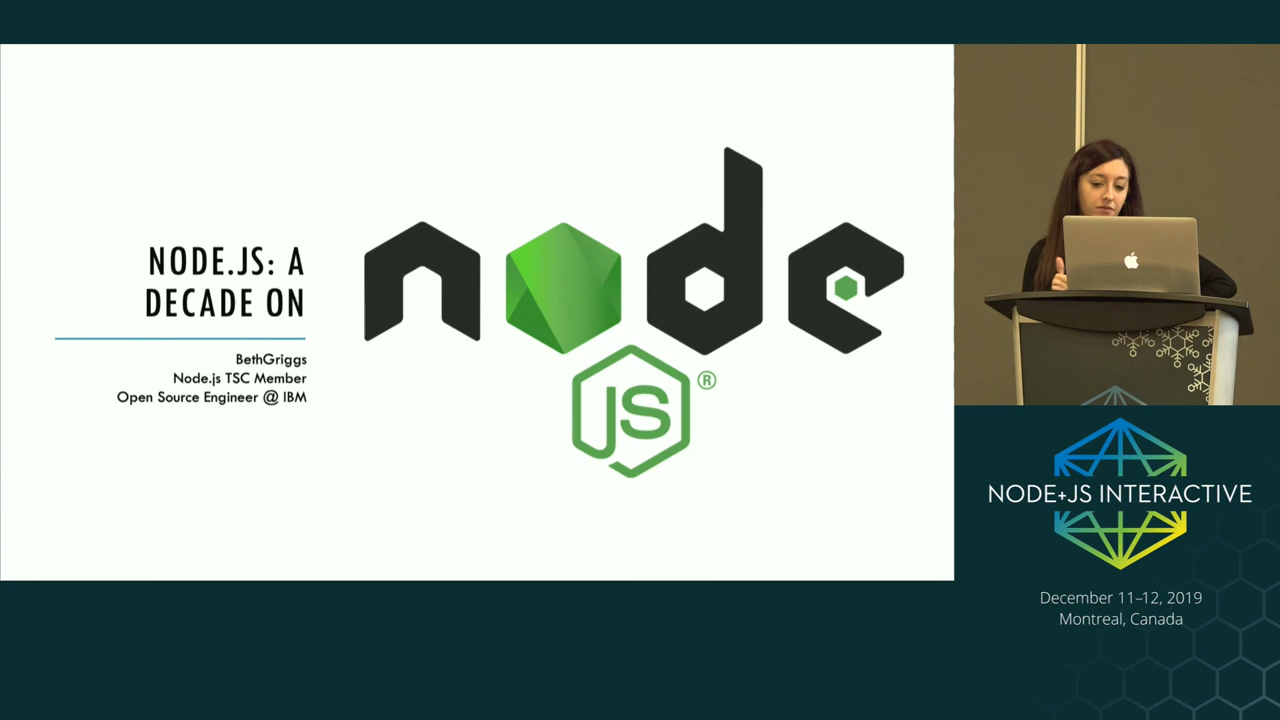 NODE.JS: A
DECADE ON
BethGriggs
Node.js TSC Member
Open Source Engineer @ IBM
node
JS®
NODE+JS INTERACTIVE
December 11–12, 2019
Montreal, Canada